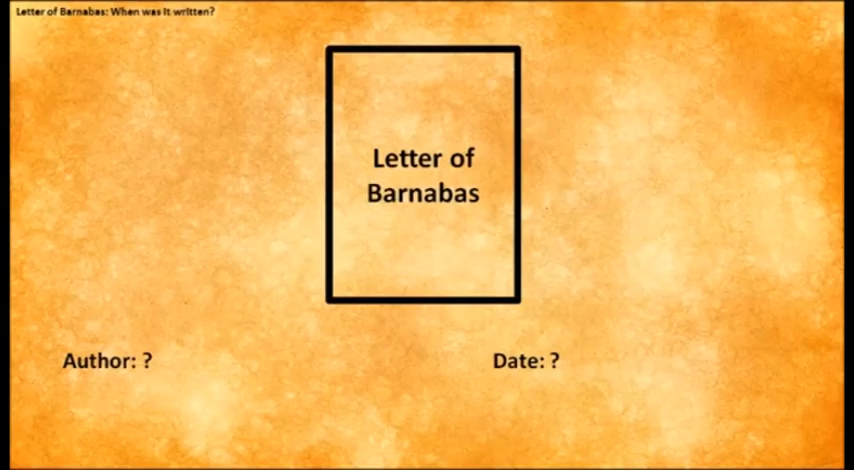 Letter of Barnabas: When was it written?
Letter of
Barnabas
Author: ?
Date: ?